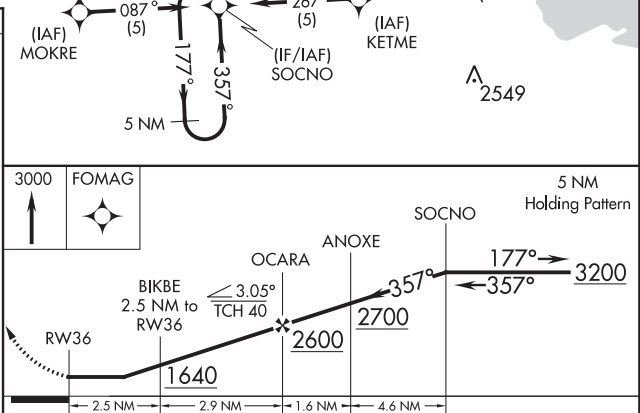 (IAF)
MOKRE
087°
(5)
267°
(5)
(IAF)
KETME
(IF/IAF)
SOCNO
177°
357°
5 NM
2549
3000
FOMAG
5 NM
Holding Pattern
SOCNO
ANOXE
OCARA
BIKBE
2.5 NM to
RW36
RW36
3.05°
TCH 40
357°
177°
357°
3200
2700
2600
1640
2.5 NM
2.9 NM
1.6 NM
4.6 NM